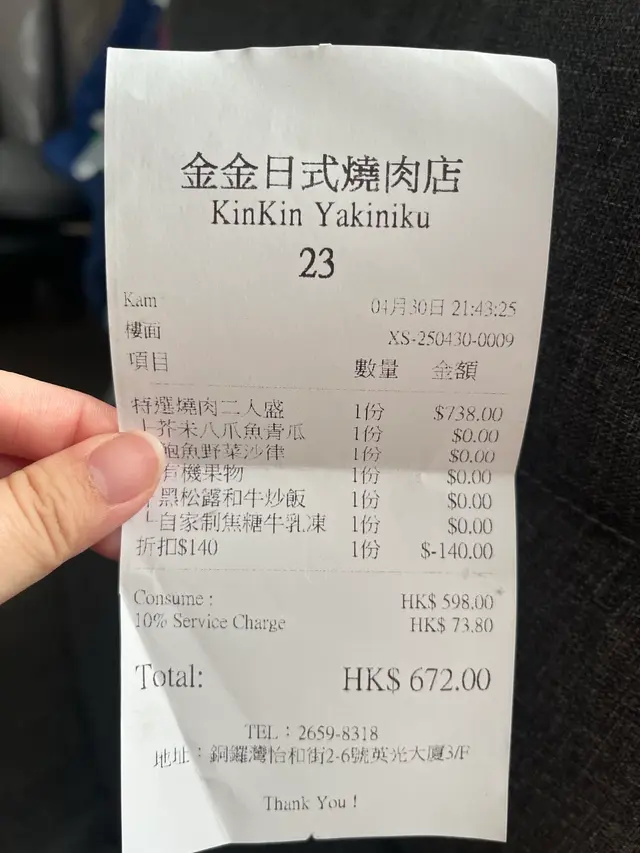 金金日式燒肉店
KinKin Yakiniku
23
Kam 04月30日 21:43:25
樓面 XS-250430-0009
項目 數量 金額
特選燒肉二人盛 1份 $738.00
└芥末八爪魚青瓜 1份 $0.00
鮑魚野菜沙律 1份 $0.00
有機果物 1份 $0.00
黑松露和牛炒飯 1份 $0.00
└自家制焦糖牛乳凍 1份 $0.00
折扣$140 1份 $-140.00
Consume : HK$ 598.00*
10% Service Charge HK$ 73.80
Total: HK$ 672.00
TEL：2659-8318
地址：銅鑼灣怡和街2-6號英光大廈3/F
Thank You !